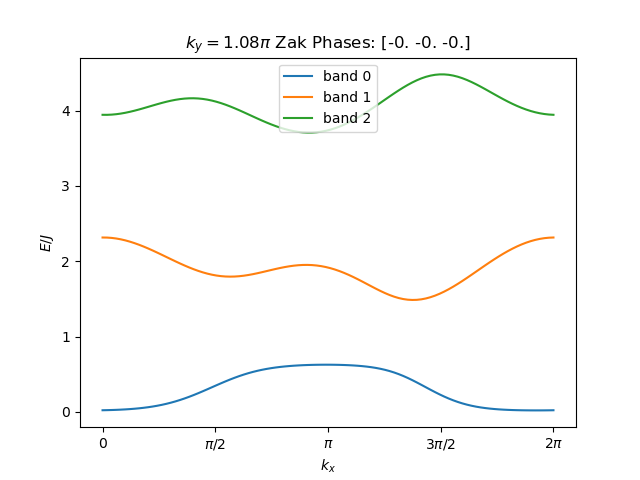 $k_y = 1.08\pi$ Zak Phases: [-0. -0. -0.]
band 0
band 1
band 2
E/J
4
3
2
1
0
0 π/2 π 3π/2 2π
$k_x$